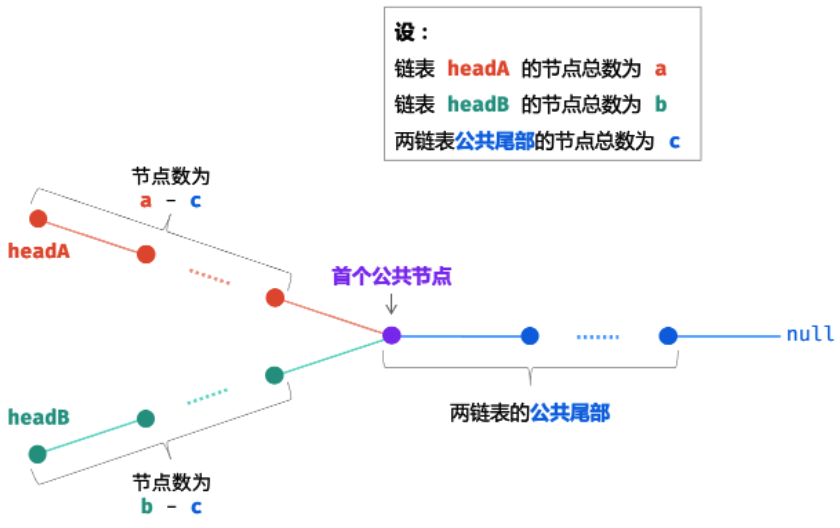 设：
链表 headA 的节点总数为 a
链表 headB 的节点总数为 b
两链表公共尾部的节点总数为 c
节点数为
a - c
headA
首个公共节点
null
headB
两链表的公共尾部
节点数为
b - c